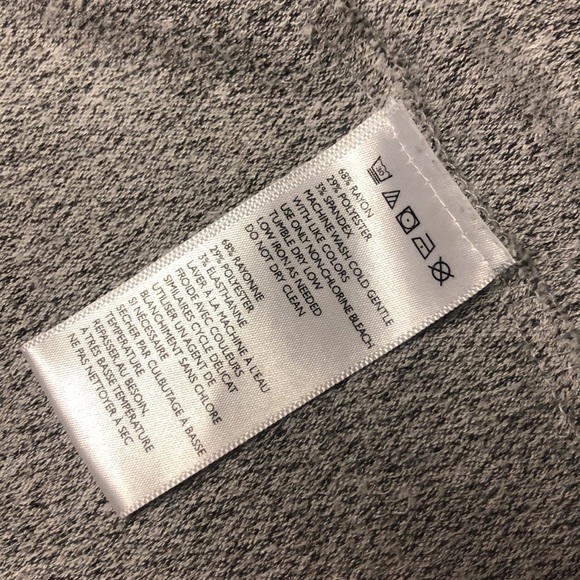 30
68% RAYON
29% POLYESTER
3% SPANDEX
MACHINE WASH COLD GENTLE
WITH LIKE COLORS
USE ONLY NON-CHLORINE BLEACH
TUMBLE DRY LOW
LOW IRON AS NEEDED
DO NOT DRY CLEAN
68% RAYONNE
29% POLYESTER
3% ELASTHANNE
LAVER À LA MACHINE À L'EAU
FROIDE AVEC COULEURS
SIMILAIRES CYCLE DÉLICAT
UTILISER UN AGENT DE
BLANCHIMENT SANS CHLORE
SI NÉCESSAIRE
SÉCHER PAR CULBUTAGE A BASSE
TEMPÉRATURE.
REPASSER AU BESOIN.
A TRÈS BASSE TEMPÉRATURE
NE PAS NETTOYER À SEC